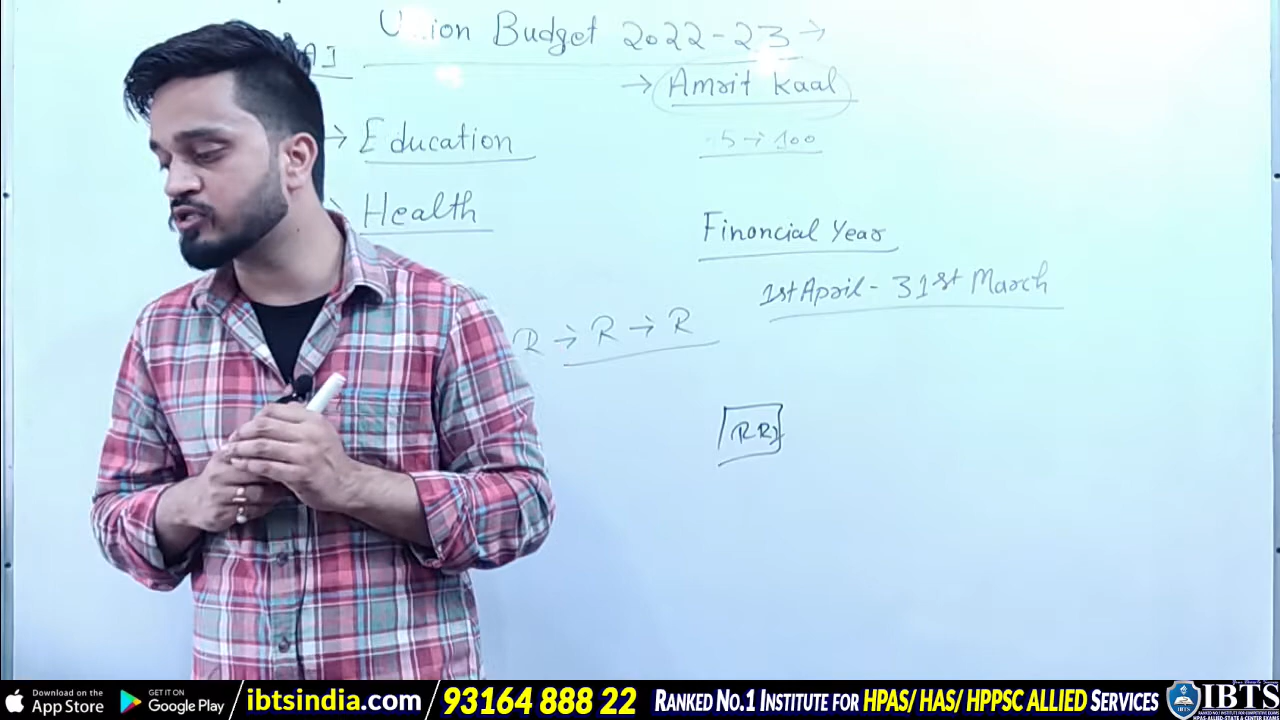 Union Budget 2022-23 →
→ Amrit Kaal
→ Education
5 → 100
→ Health
Financial Year
1st April - 31st March
R → R → R
Download on the App Store
GET IT ON Google Play
ibtsindia.com
93164 888 22
RANKED NO.1 INSTITUTE FOR HPAS/ HAS/ HPPSC ALLIED SERVICES
IBTS